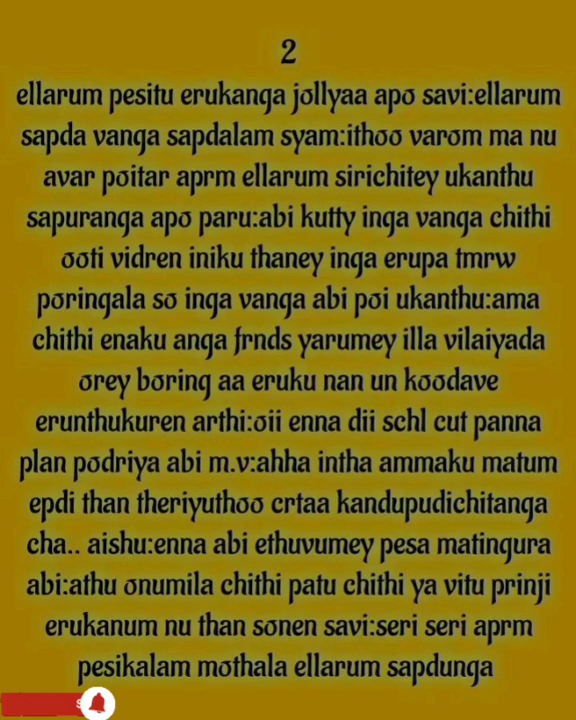 2
ellarum pesitu erukanga jollyaa apo savi:ellarum
sapda vanga sapdalam syam:ithoo varom ma nu
avar poitar aprm ellarum sirichitey ukanthu
sapuranga apo paru:abi kutty inga vanga chithi
ooti vidren iniku thaney inga erupa tmrw
poringala so inga vanga abi poi ukanthu:ama
chithi enaku anga frnds yarumey illa vilaiyada
orey boring aa eruku nan un koodave
erunthukuren arthi:oii enna dii schl cut panna
plan podriya abi m.v:ahha intha ammaku matum
epdi than theriyuthoo crtaa kandupudichitanga
cha.. aishu:enna abi ethuvumey pesa matingura
abi:athu onumila chithi patu chithi ya vitu prinji
erukanum nu than sonen savi:seri seri aprm
pesikalam mothala ellarum sapdunga